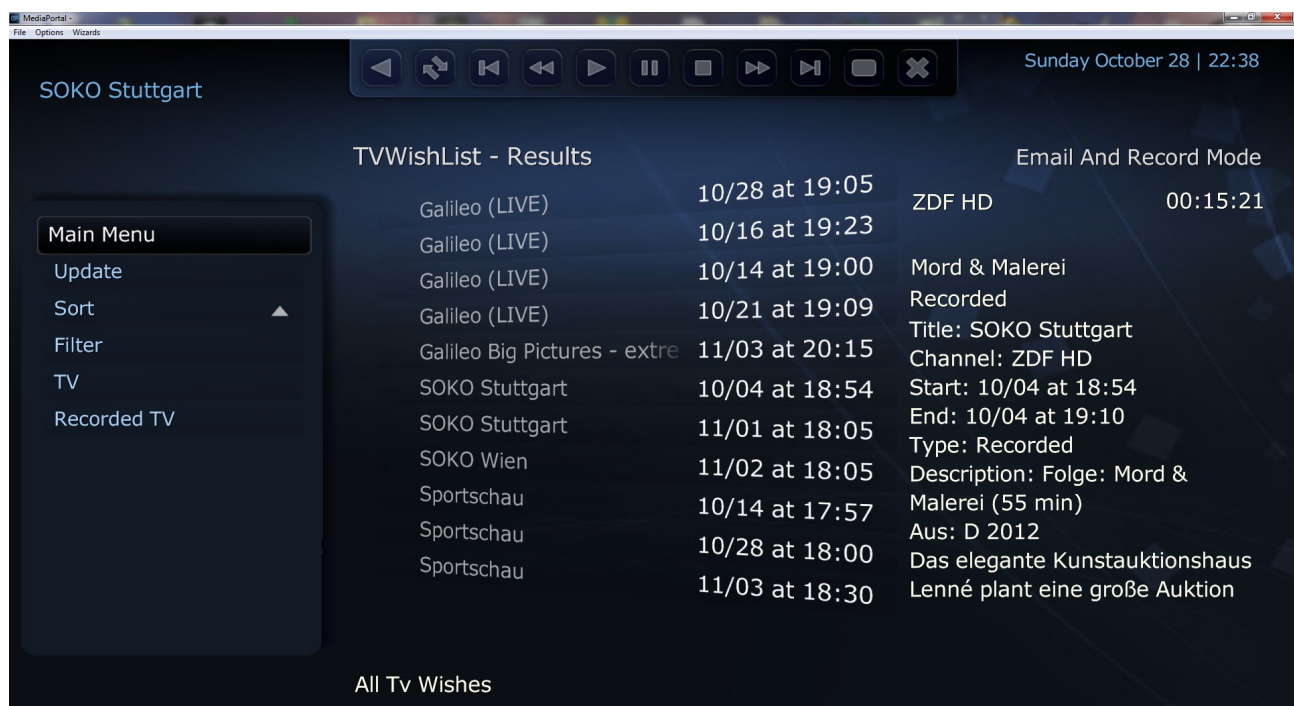 MediaPortal -
File Options Wizards
Sunday October 28 | 22:38
SOKO Stuttgart
TVWishList - Results
Email And Record Mode
Main Menu
Update
Sort
Filter
TV
Recorded TV
Galileo (LIVE) 10/28 at 19:05
Galileo (LIVE) 10/16 at 19:23
Galileo (LIVE) 10/14 at 19:00
Galileo (LIVE) 10/21 at 19:09
Galileo Big Pictures - extre 11/03 at 20:15
SOKO Stuttgart 10/04 at 18:54
SOKO Stuttgart 11/01 at 18:05
SOKO Wien 11/02 at 18:05
Sportschau 10/14 at 17:57
Sportschau 10/28 at 18:00
Sportschau 11/03 at 18:30
ZDF HD 00:15:21
Mord & Malerei
Recorded
Title: SOKO Stuttgart
Channel: ZDF HD
Start: 10/04 at 18:54
End: 10/04 at 19:10
Type: Recorded
Description: Folge: Mord &
Malerei (55 min)
Aus: D 2012
Das elegante Kunstauktionshaus
Lenné plant eine große Auktion
All Tv Wishes